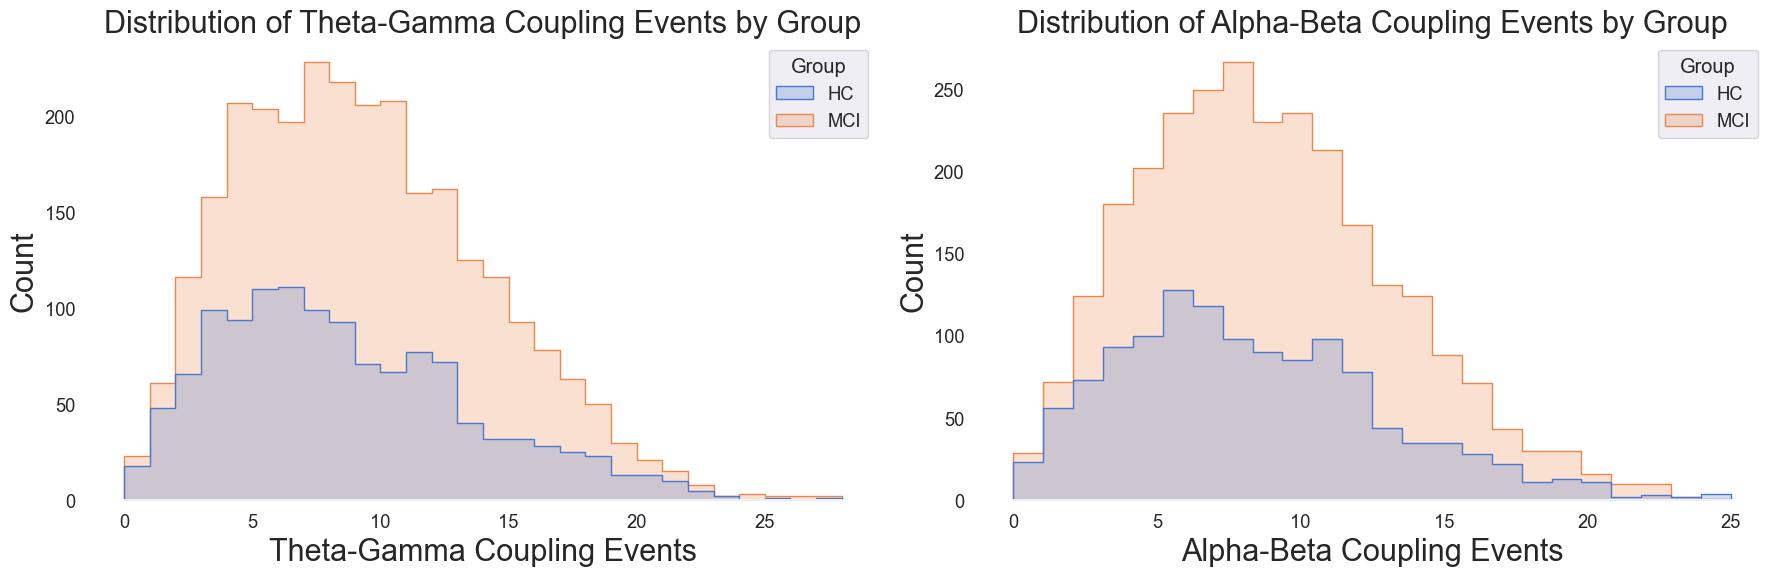 Distribution of Theta-Gamma Coupling Events by Group
Group
HC
MCI
Count
200
150
100
50
0
0 5 10 15 20 25
Theta-Gamma Coupling Events
Distribution of Alpha-Beta Coupling Events by Group
Group
HC
MCI
Count
250
200
150
100
50
0
0 5 10 15 20 25
Alpha-Beta Coupling Events